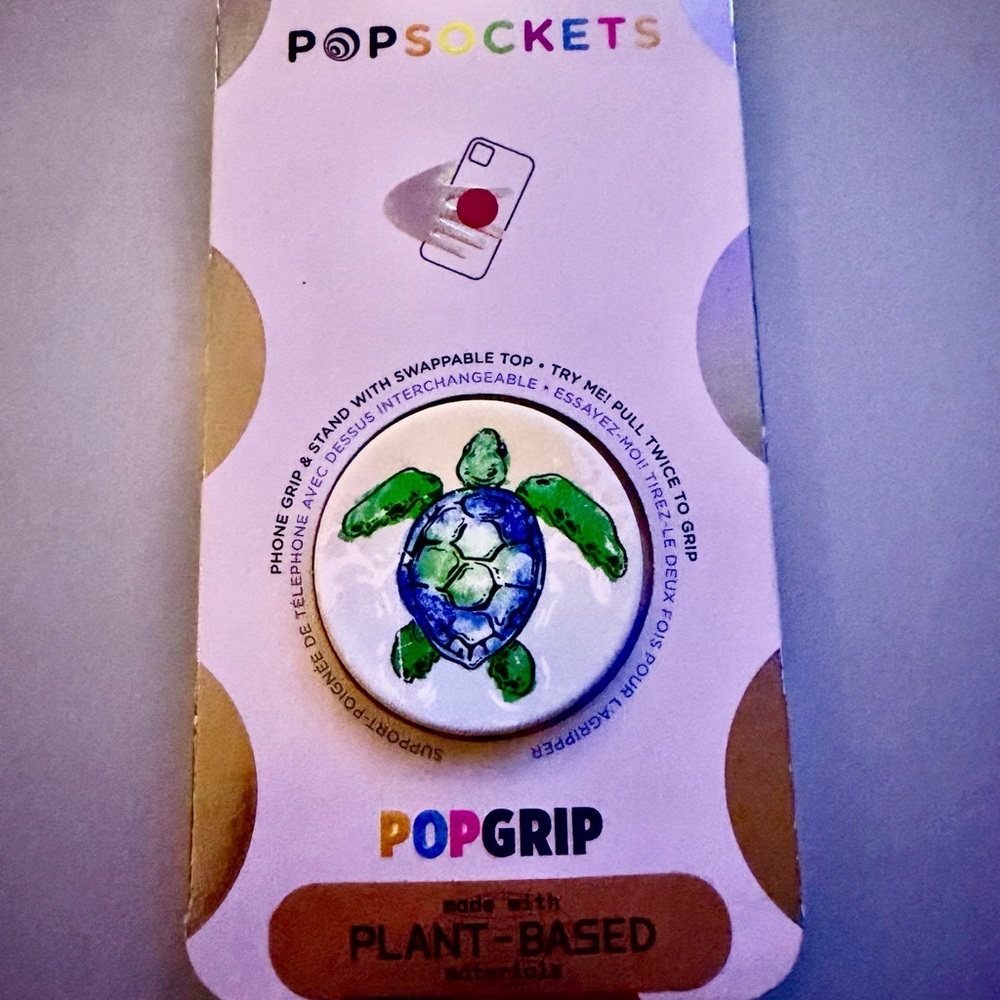 POPSOCKETS
PHONE GRIP & STAND WITH SWAPPABLE TOP • TRY ME! PULL TWICE TO GRIP
SUPPORT-POIGNÉE DE TÉLÉPHONE AVEC DESSUS INTERCHANGEABLE • ESSAYEZ-MOI! TIREZ-LE DEUX FOIS POUR L'AGRIPPER
POPGRIP
made with
PLANT-BASED
materials